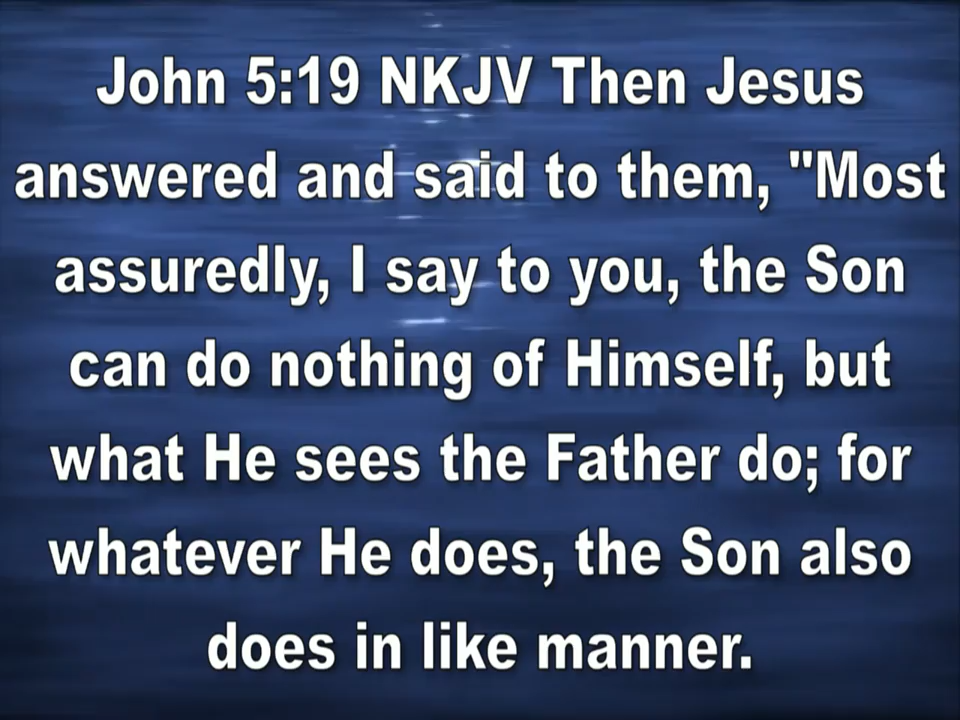 John 5:19 NKJV Then Jesus
answered and said to them, "Most
assuredly, I say to you, the Son
can do nothing of Himself, but
what He sees the Father do; for
whatever He does, the Son also
does in like manner.